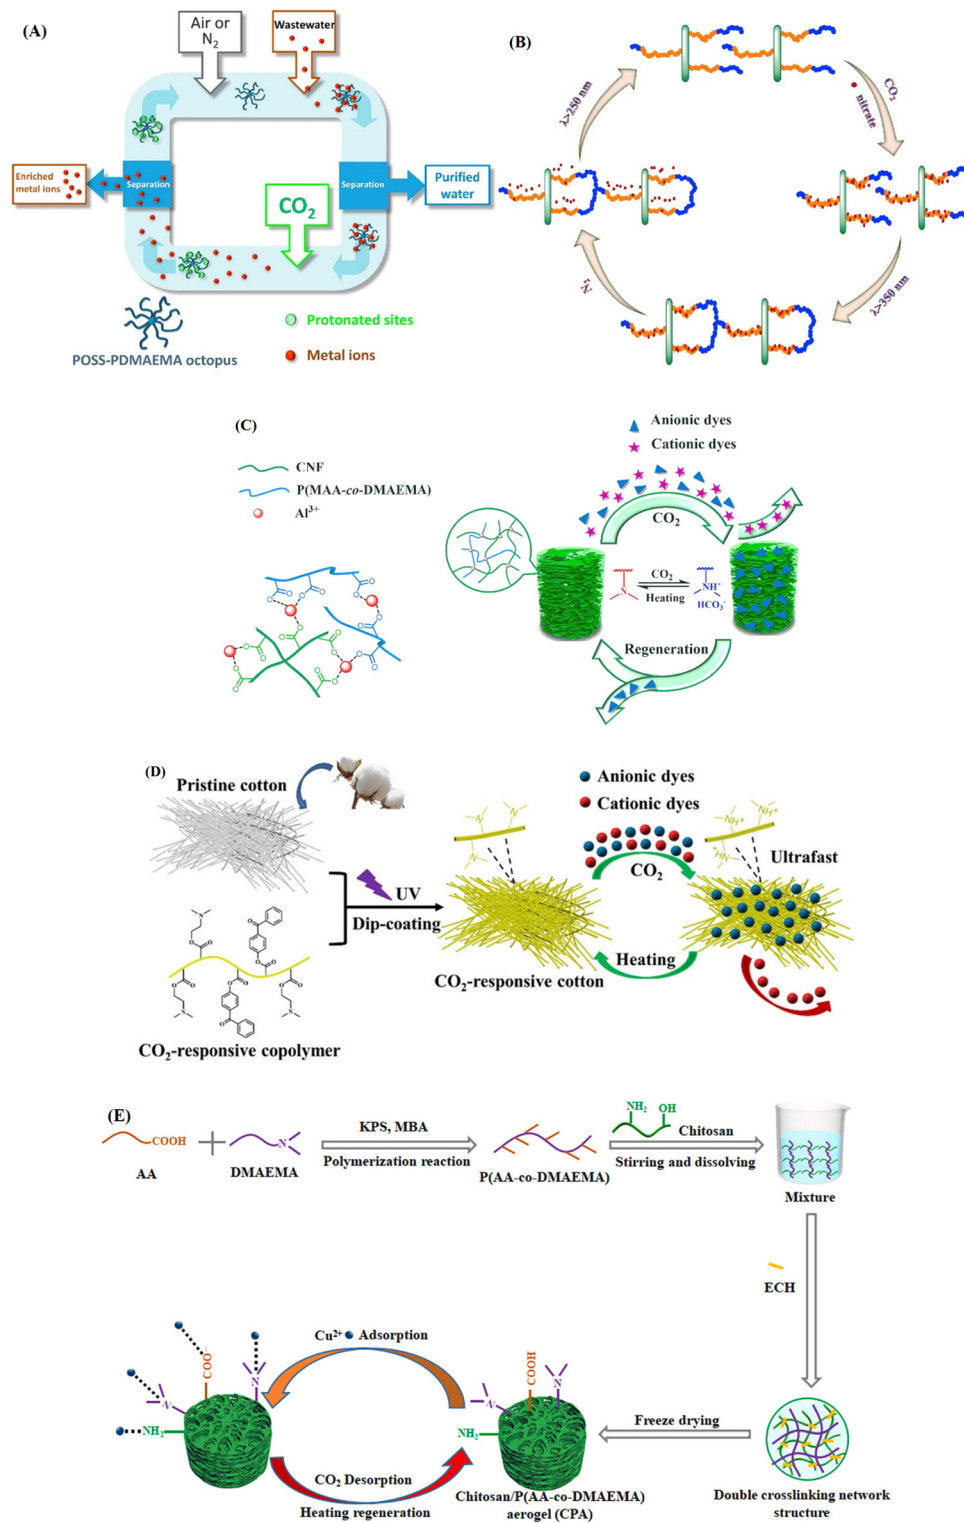 (A)
Air or
N2
Wastewater
Enriched
metal ions
Separation
Separation
Purified
water
CO2
Protonated sites
Metal ions
POSS-PDMAEMA octopus
(B)
λ>250 nm
CO2
nitrate
N2
λ>350 nm
(C)
CNF
P(MAA-co-DMAEMA)
Al3+
Anionic dyes
Cationic dyes
CO2
CO2
Heating
NH+
HCO3-
Regeneration
(D)
Pristine cotton
UV
Dip-coating
CO2-responsive copolymer
Anionic dyes
Cationic dyes
CO2
Ultrafast
Heating
CO2-responsive cotton
(E)
COOH
AA
N
DMAEMA
KPS, MBA
Polymerization reaction
P(AA-co-DMAEMA)
NH2
OH
Chitosan
Stirring and dissolving
Mixture
ECH
Double crosslinking network
structure
Freeze drying
COOH
N
N
NH2
Chitosan/P(AA-co-DMAEMA)
aerogel (CPA)
Cu2+ Adsorption
CO2 Desorption
Heating regeneration
COO-
N
N
NH2